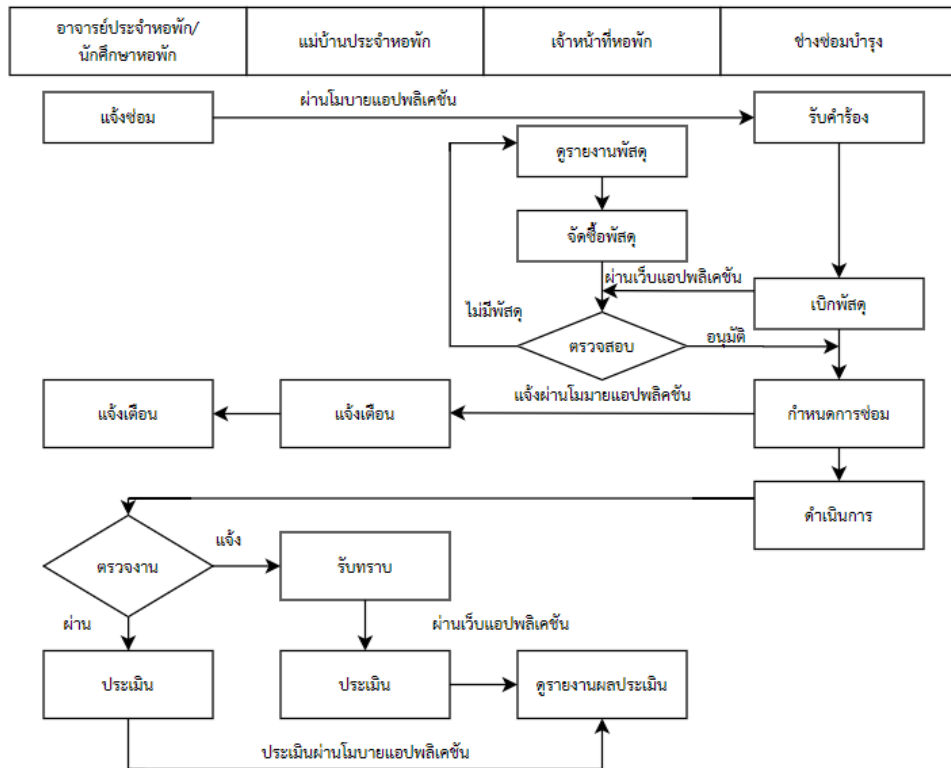 อาจารย์ประจำหอพัก/
นักศึกษาหอพัก
แม่บ้านประจำหอพัก
เจ้าหน้าที่หอพัก
ช่างซ่อมบำรุง
ผ่านโมบายแอปพลิเคชัน
แจ้งซ่อม
รับคำร้อง
ดูรายงานพัสดุ
จัดซื้อพัสดุ
ผ่านเว็บแอปพลิเคชัน
เบิกพัสดุ
ไม่มีพัสดุ
ตรวจสอบ
อนุมัติ
แจ้งผ่านโมมายแอปพลิคชัน
แจ้งเตือน
แจ้งเตือน
กำหนดการซ่อม
ดำเนินการ
แจ้ง
ตรวจงาน
รับทราบ
ผ่าน
ผ่านเว็บแอปพลิเคชัน
ประเมิน
ประเมิน
ดูรายงานผลประเมิน
ประเมินผ่านโมบายแอปพลิเคชัน